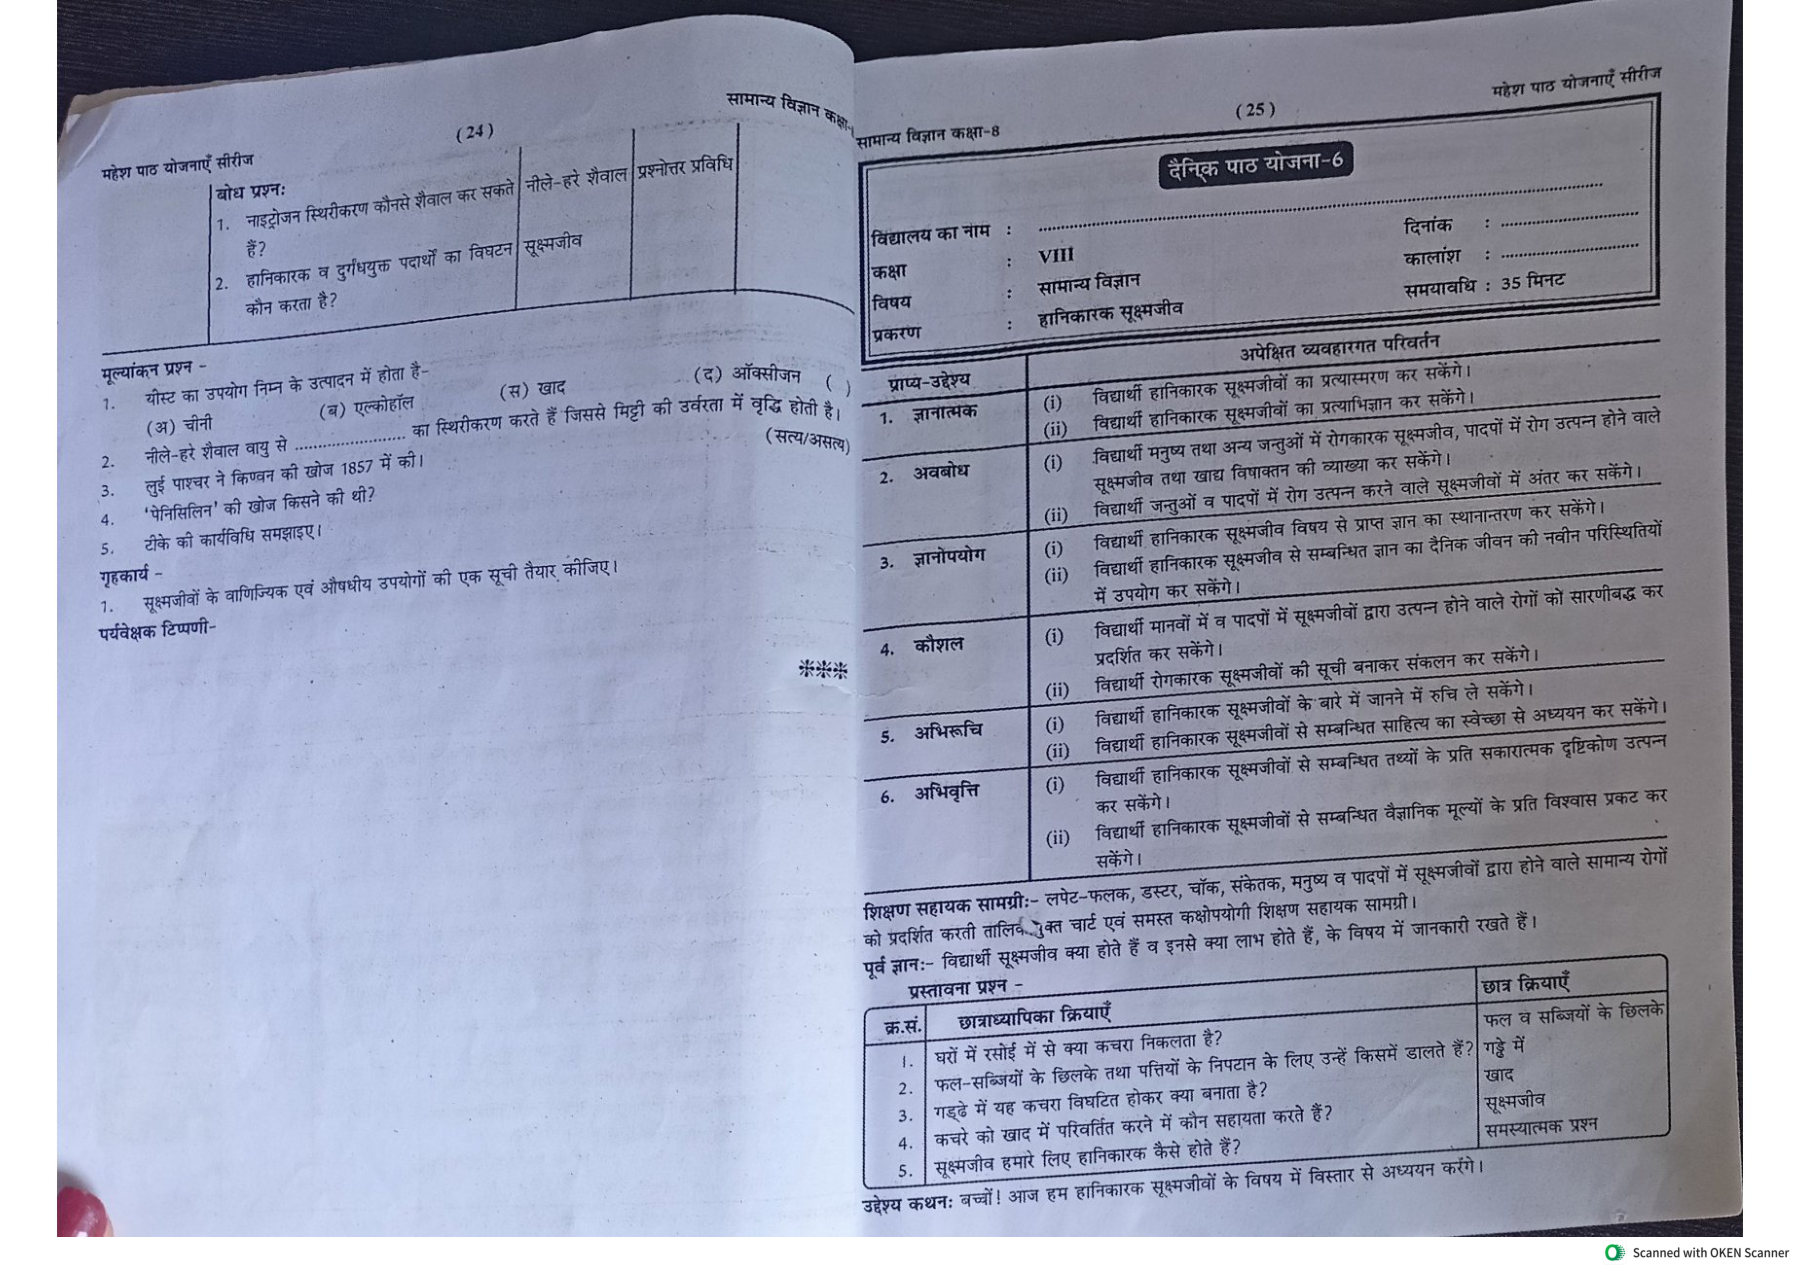 महेश पाठ योजनाएँ सीरीज
(24)
सामान्य विज्ञान कक्षा-
बोध प्रश्नः
1. नाइट्रोजन स्थिरीकरण कौनसे शैवाल कर सकते नीले-हरे शैवाल प्रश्नोत्तर प्रविधि
हैं?
2. हानिकारक व दुर्गंधयुक्त पदार्थों का विघटन सूक्ष्मजीव
कौन करता है?
मूल्यांकन प्रश्न -
1. यीस्ट का उपयोग निम्न के उत्पादन में होता है-
(अ) चीनी (ब) एल्कोहॉल (स) खाद (द) ऑक्सीजन ( )
2. नीले-हरे शैवाल वायु से ........................ का स्थिरीकरण करते हैं जिससे मिट्टी की उर्वरता में वृद्धि होती है।
3. लुई पाश्चर ने किण्वन की खोज 1857 में की। (सत्य/असत्य)
4. ‘पेनिसिलिन’ की खोज किसने की थी?
5. टीके की कार्यविधि समझाइए।
गृहकार्य -
1. सूक्ष्मजीवों के वाणिज्यिक एवं औषधीय उपयोगों की एक सूची तैयार कीजिए।
पर्यवेक्षक टिप्पणी-
सामान्य विज्ञान कक्षा-8
(25)
महेश पाठ योजनाएँ सीरीज
दैनिक पाठ योजना-6
विद्यालय का नाम : ........................
कक्षा : VIII दिनांक : ........................
विषय : सामान्य विज्ञान कालांश : ........................
प्रकरण : हानिकारक सूक्ष्मजीव समयावधि : 35 मिनट
प्राप्य-उद्देश्य अपेक्षित व्यवहारगत परिवर्तन
1. ज्ञानात्मक (i) विद्यार्थी हानिकारक सूक्ष्मजीवों का प्रत्यास्मरण कर सकेंगे।
(ii) विद्यार्थी हानिकारक सूक्ष्मजीवों का प्रत्याभिज्ञान कर सकेंगे।
2. अवबोध (i) विद्यार्थी मनुष्य तथा अन्य जन्तुओं में रोगकारक सूक्ष्मजीव, पादपों में रोग उत्पन्न होने वाले
सूक्ष्मजीव तथा खाद्य विषाक्तन की व्याख्या कर सकेंगे।
(ii) विद्यार्थी जन्तुओं व पादपों में रोग उत्पन्न करने वाले सूक्ष्मजीवों में अंतर कर सकेंगे।
3. ज्ञानोपयोग (i) विद्यार्थी हानिकारक सूक्ष्मजीव विषय से प्राप्त ज्ञान का स्थानान्तरण कर सकेंगे।
(ii) विद्यार्थी हानिकारक सूक्ष्मजीव से सम्बन्धित ज्ञान का दैनिक जीवन की नवीन परिस्थितियों
में उपयोग कर सकेंगे।
4. कौशल (i) विद्यार्थी मानवों में व पादपों में सूक्ष्मजीवों द्वारा उत्पन्न होने वाले रोगों को सारणीबद्ध कर
प्रदर्शित कर सकेंगे।
(ii) विद्यार्थी रोगकारक सूक्ष्मजीवों की सूची बनाकर संकलन कर सकेंगे।
5. अभिरूचि (i) विद्यार्थी हानिकारक सूक्ष्मजीवों के बारे में जानने में रुचि ले सकेंगे।
(ii) विद्यार्थी हानिकारक सूक्ष्मजीवों से सम्बन्धित साहित्य का स्वेच्छा से अध्ययन कर सकेंगे।
6. अभिवृत्ति (i) विद्यार्थी हानिकारक सूक्ष्मजीवों से सम्बन्धित तथ्यों के प्रति सकारात्मक दृष्टिकोण उत्पन्न
कर सकेंगे।
(ii) विद्यार्थी हानिकारक सूक्ष्मजीवों से सम्बन्धित वैज्ञानिक मूल्यों के प्रति विश्वास प्रकट कर
सकेंगे।
शिक्षण सहायक सामग्रीः- लपेट-फलक, डस्टर, चॉक, संकेतक, मनुष्य व पादपों में सूक्ष्मजीवों द्वारा होने वाले सामान्य रोगों
को प्रदर्शित करती चार्ट एवं समस्त कक्षोपयोगी शिक्षण सहायक सामग्री।
पूर्व ज्ञानः- विद्यार्थी सूक्ष्मजीव क्या होते हैं व इनसे क्या लाभ होते हैं, के विषय में जानकारी रखते हैं।
प्रस्तावना प्रश्न -
क्र.सं. छात्राध्यापिका क्रियाएँ छात्र क्रियाएँ
1. घरों में रसोई में से क्या कचरा निकलता है? फल व सब्जियों के छिलके
2. फल-सब्जियों के छिलके तथा पत्तियों के निपटान के लिए उन्हें किसमें डालते हैं? गड्ढे में
3. गड्ढे में यह कचरा विघटित होकर क्या बनाता है? खाद
4. कचरे को खाद में परिवर्तित करने में कौन सहायता करते हैं? सूक्ष्मजीव
5. सूक्ष्मजीव हमारे लिए हानिकारक कैसे होते हैं? समस्यात्मक प्रश्न
उद्देश्य कथनः बच्चों! आज हम हानिकारक सूक्ष्मजीवों के विषय में विस्तार से अध्ययन करेंगे।
Scanned with OKEN Scanner